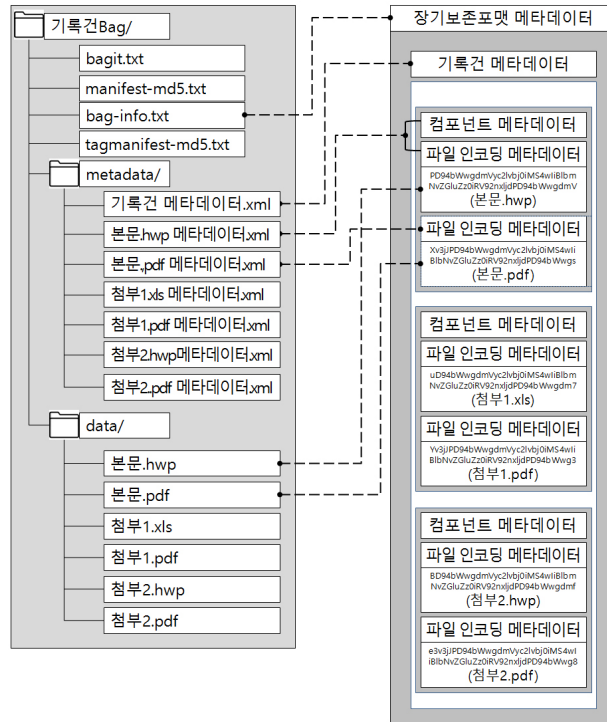 기록건Bag/
bagit.txt
manifest-md5.txt
bag-info.txt
tagmanifest-md5.txt
metadata/
기록건 메타데이터.xml
본문.hwp 메타데이터.xml
본문.pdf 메타데이터.xml
첨부1.xls 메타데이터.xml
첨부1.pdf 메타데이터.xml
첨부2.hwp메타데이터.xml
첨부2.pdf 메타데이터.xml
data/
본문.hwp
본문.pdf
첨부1.xls
첨부1.pdf
첨부2.hwp
첨부2.pdf
장기보존포맷 메타데이터
기록건 메타데이터
컴포넌트 메타데이터
파일 인코딩 메타데이터
PD94bWwgdmVyc2lvbj0iMS4wIiBlbm
NvZGluZz0iRV92nxljdPD94bWwgdmV
(본문.hwp)
파일 인코딩 메타데이터
Xv3jJPD94bWwgdmVyc2lvbj0iMS4wIi
BlbNvZGluZz0iRV92nxljdPD94bWwgs
(본문.pdf)
컴포넌트 메타데이터
파일 인코딩 메타데이터
uD94bWwgdmVyc2lvbj0iMS4wIiBlbm
NvZGluZz0iRV92nxljdPD94bWwgdm7
(첨부1.xls)
파일 인코딩 메타데이터
Yv3jJPD94bWwgdmVyc2lvbj0iMS4wIi
BlbNvZGluZz0iRV92nxljdPD94bWwg3
(첨부1.pdf)
컴포넌트 메타데이터
파일 인코딩 메타데이터
BD94bWwgdmVyc2lvbj0iMS4wIiBlbm
NvZGluZz0iRV92nxljdPD94bWwgdmf
(첨부2.hwp)
파일 인코딩 메타데이터
e3v3jJPD94bWwgdmVyc2lvbj0iMS4wI
iBlbNvZGluZz0iRV92nxljdPD94bWwg8
(첨부2.pdf)